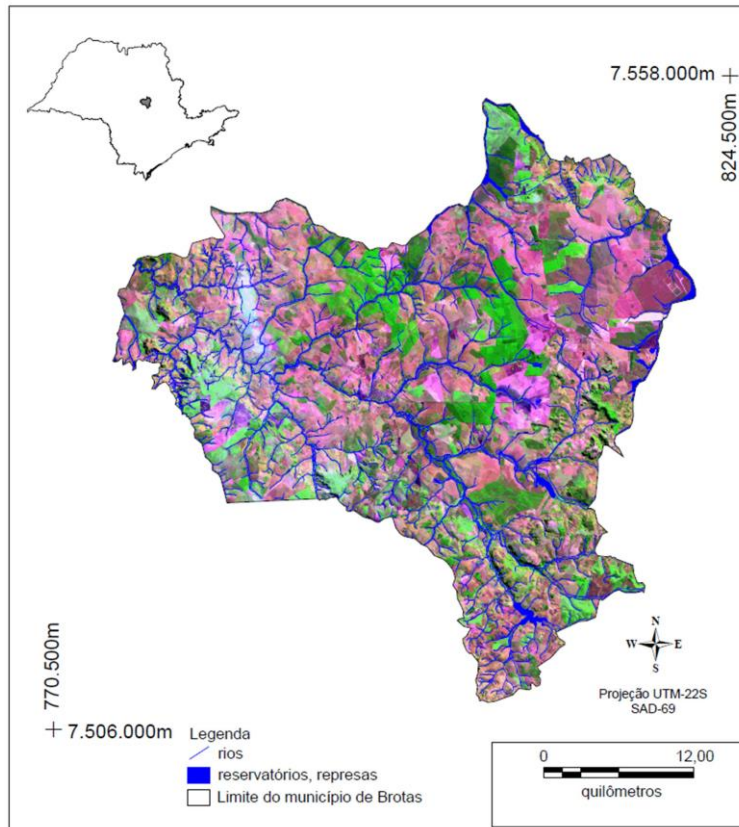 7.558.000m
824.500m
N
W E
S
770.500m
7.506.000m
Projeção UTM-22S
SAD-69
Legenda
rios
reservatórios, represas
Limite do município de Brotas
0 12,00
quilômetros